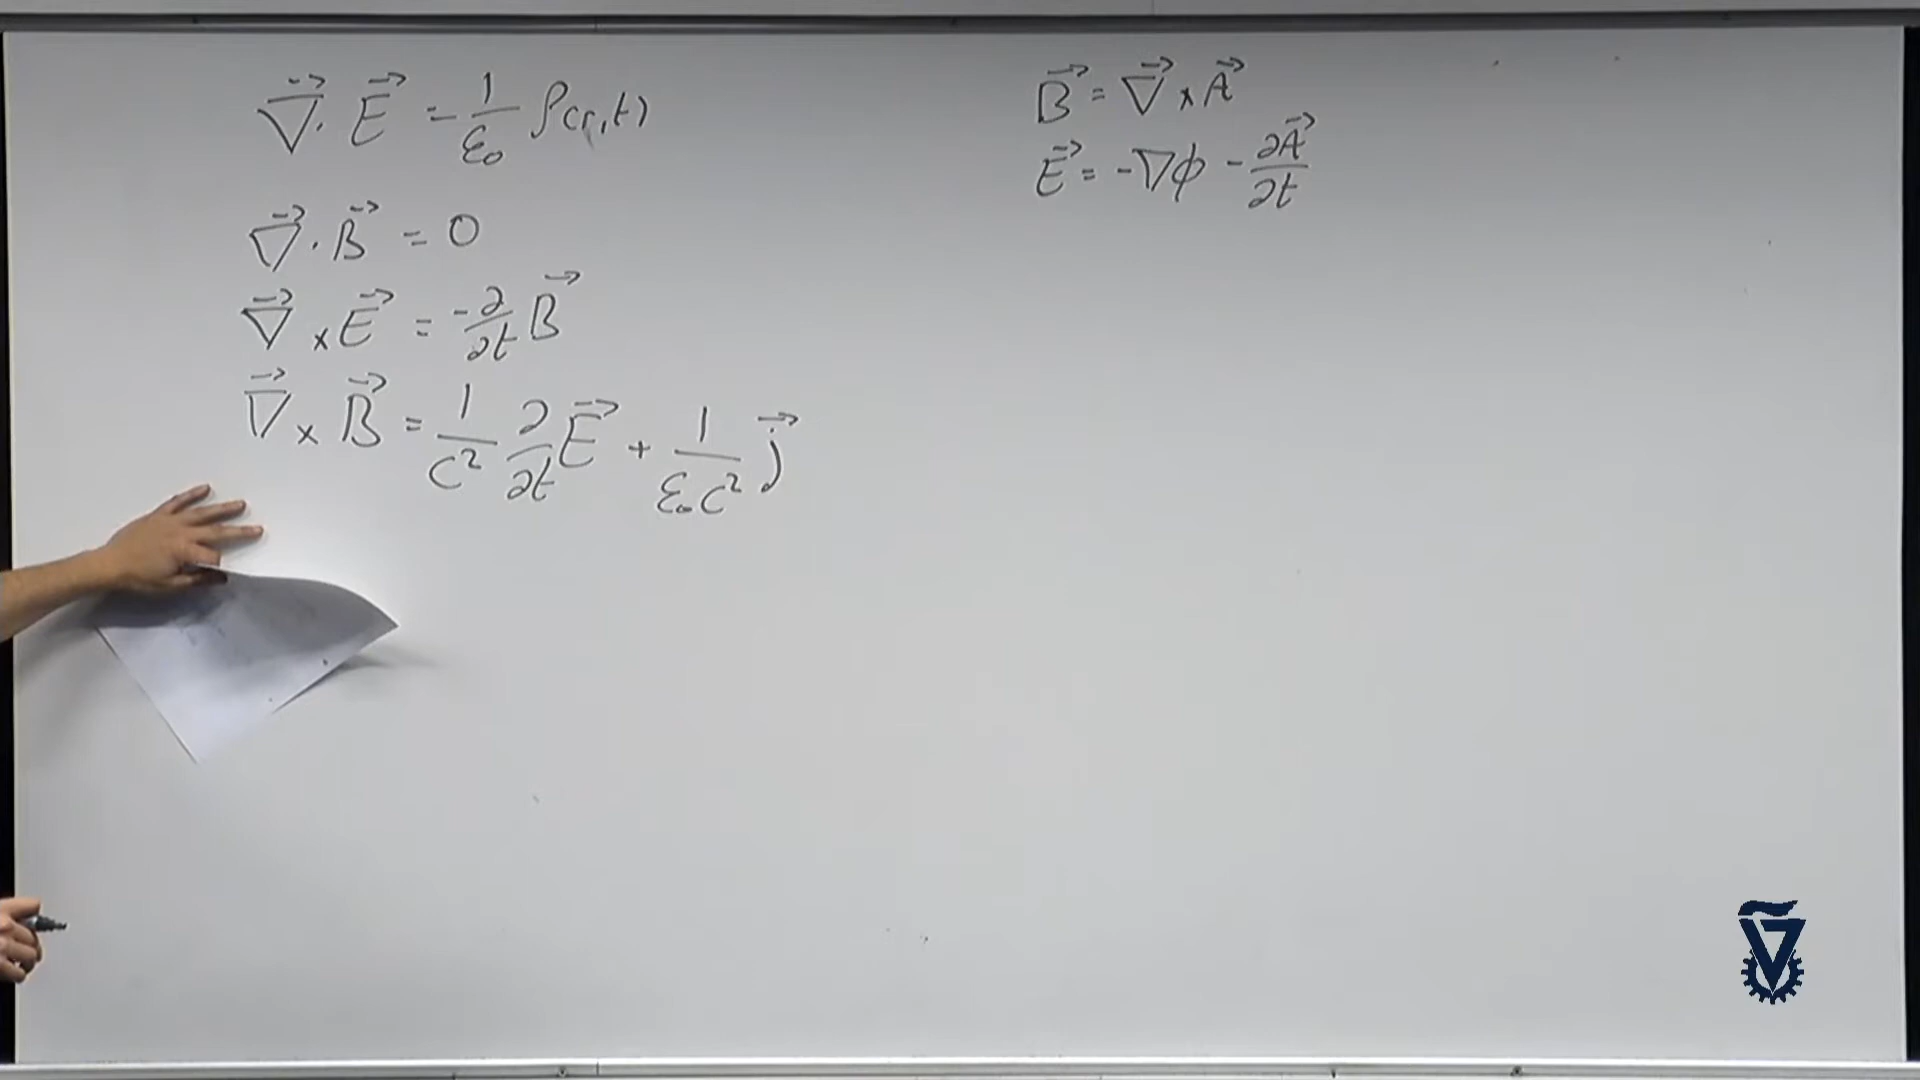 ∇⃗ · E⃗ = 1/ε₀ ρ(r,t)
∇⃗ · B⃗ = 0
∇⃗ × E⃗ = -∂/∂t B⃗
∇⃗ × B⃗ = 1/c² ∂/∂t E⃗ + 1/ε₀c² j⃗
B⃗ = ∇⃗ × A⃗
E⃗ = -∇φ - ∂A⃗/∂t